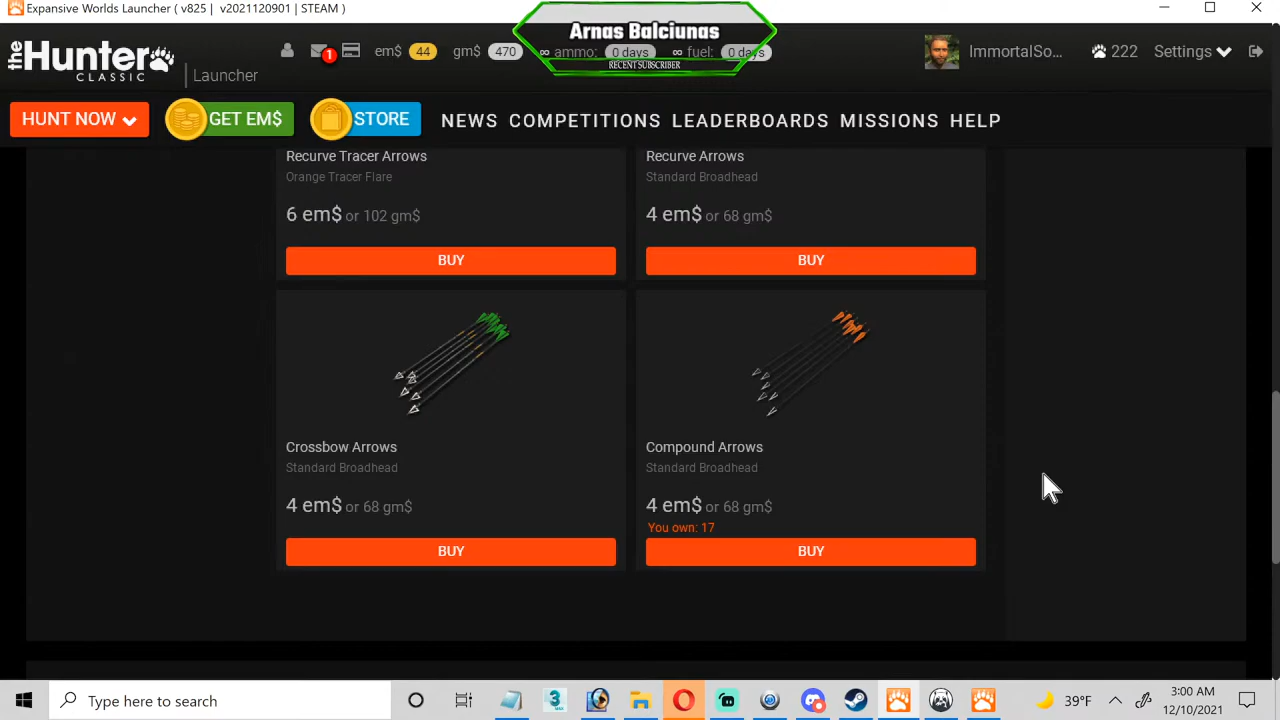 Expansive Worlds Launcher ( v825 | v2021120901 | STEAM )
Arnas Balciunas
RECENT SUBSCRIBER
the Hunter
CLASSIC
Launcher
1
em$ 44 gm$ 470
∞ ammo: 0 days ∞ fuel: 0 days
ImmortalSo... 222 Settings
HUNT NOW GET EM$ STORE NEWS COMPETITIONS LEADERBOARDS MISSIONS HELP
Recurve Tracer Arrows
Orange Tracer Flare
6 em$ or 102 gm$
BUY
Recurve Arrows
Standard Broadhead
4 em$ or 68 gm$
BUY
Crossbow Arrows
Standard Broadhead
4 em$ or 68 gm$
BUY
Compound Arrows
Standard Broadhead
4 em$ or 68 gm$
You own: 17
BUY
Type here to search
39°F
3:00 AM
12/10/2021